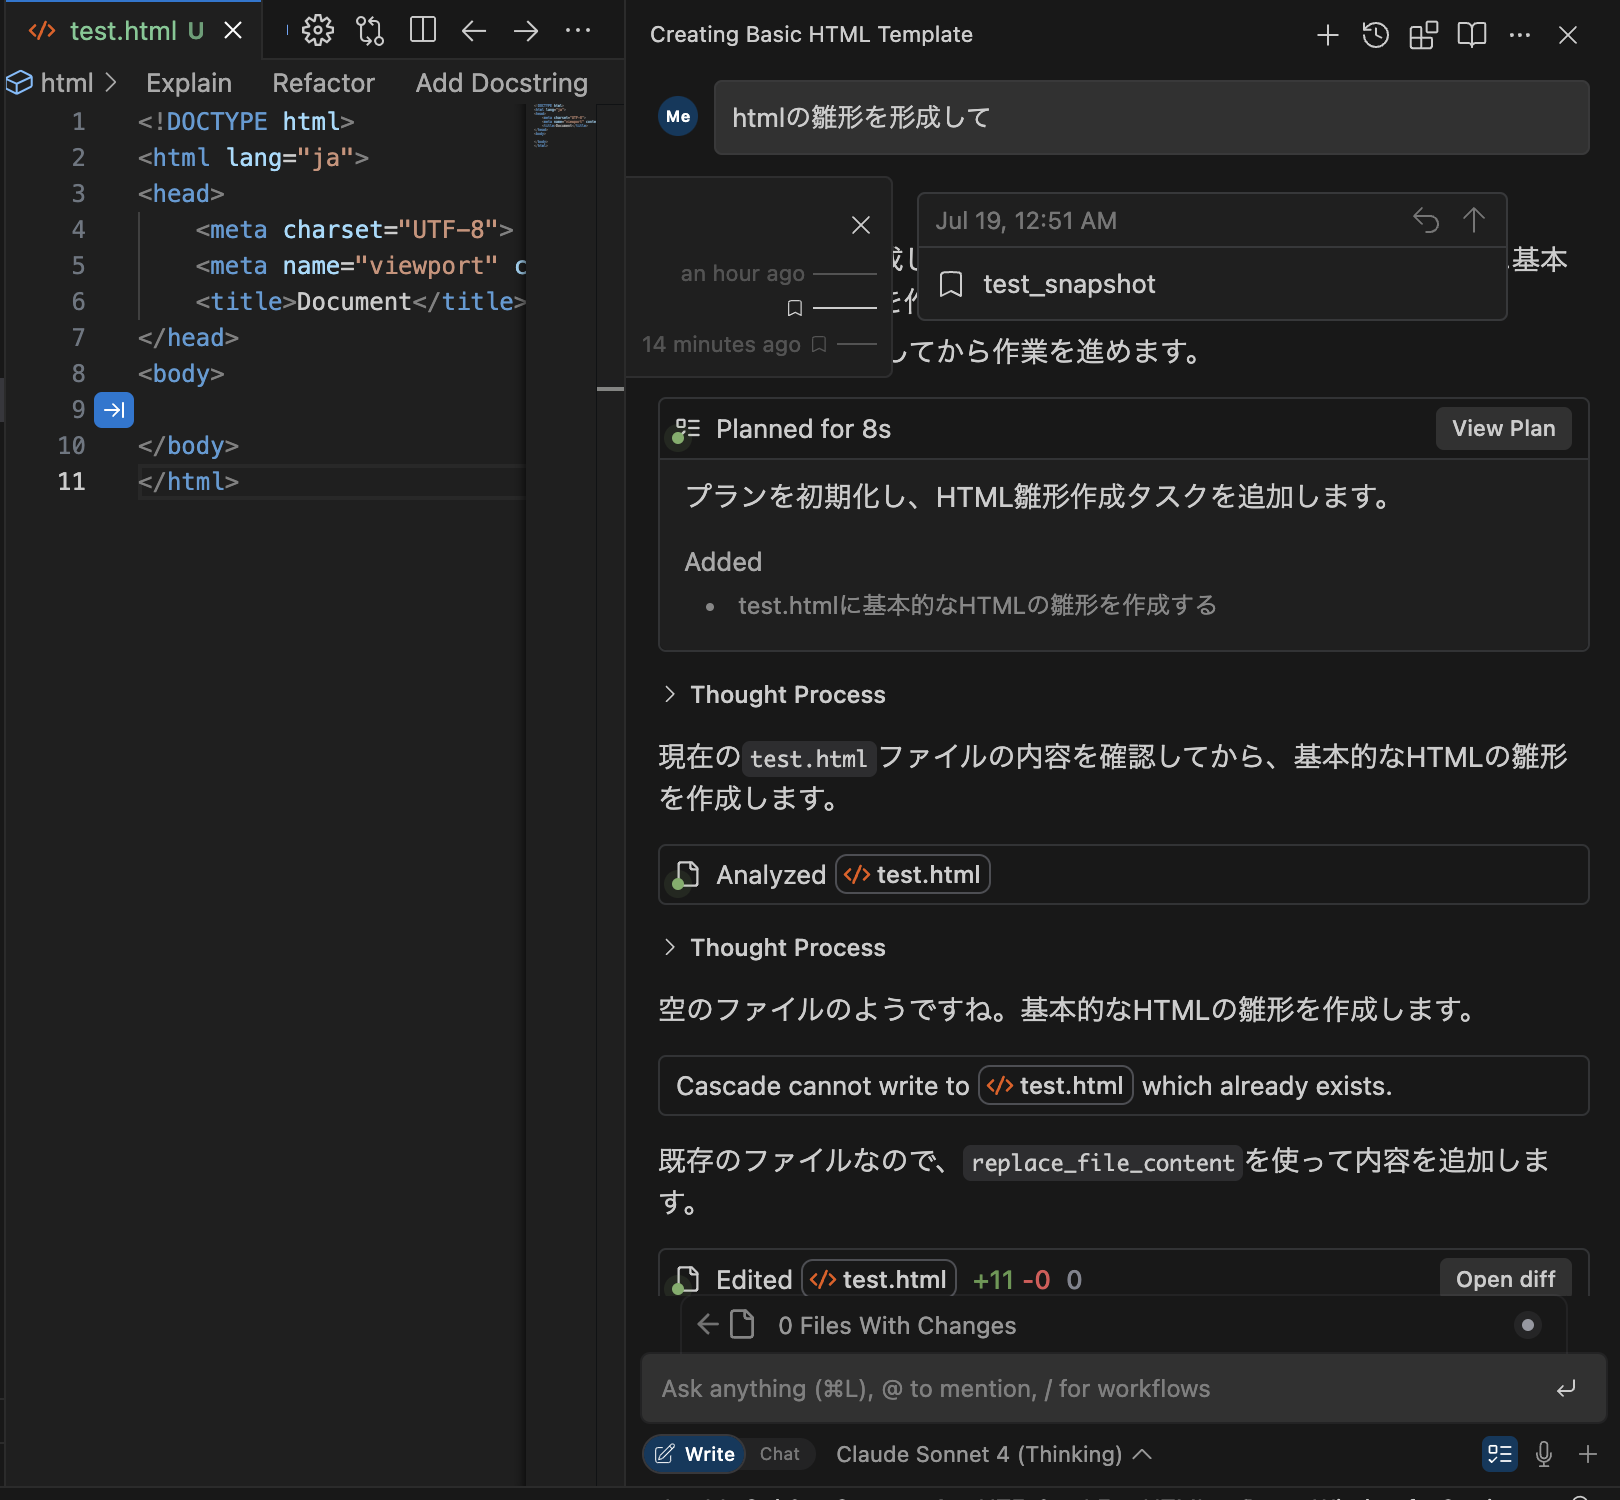 test.html U
html > Explain Refactor Add Docstring
1 <!DOCTYPE html>
2 <html lang="ja">
3 <head>
4 <meta charset="UTF-8">
5 <meta name="viewport" c
6 <title>Document</title>
7 </head>
8 <body>
9
10 </body>
11 </html>
Creating Basic HTML Template
Me
htmlの雛形を形成して
an hour ago
14 minutes ago
Jul 19, 12:51 AM
test_snapshot
基本
してから作業を進めます。
Planned for 8s
View Plan
プランを初期化し、HTML雛形作成タスクを追加します。
Added
• test.htmlに基本的なHTMLの雛形を作成する
Thought Process
現在の test.html ファイルの内容を確認してから、基本的なHTMLの雛形
を作成します。
Analyzed test.html
Thought Process
空のファイルのようですね。基本的なHTMLの雛形を作成します。
Cascade cannot write to test.html which already exists.
既存のファイルなので、 replace_file_content を使って内容を追加しま
す。
Edited test.html +11 -0 0
Open diff
0 Files With Changes
Ask anything (⌘L), @ to mention, / for workflows
Write Chat Claude Sonnet 4 (Thinking)